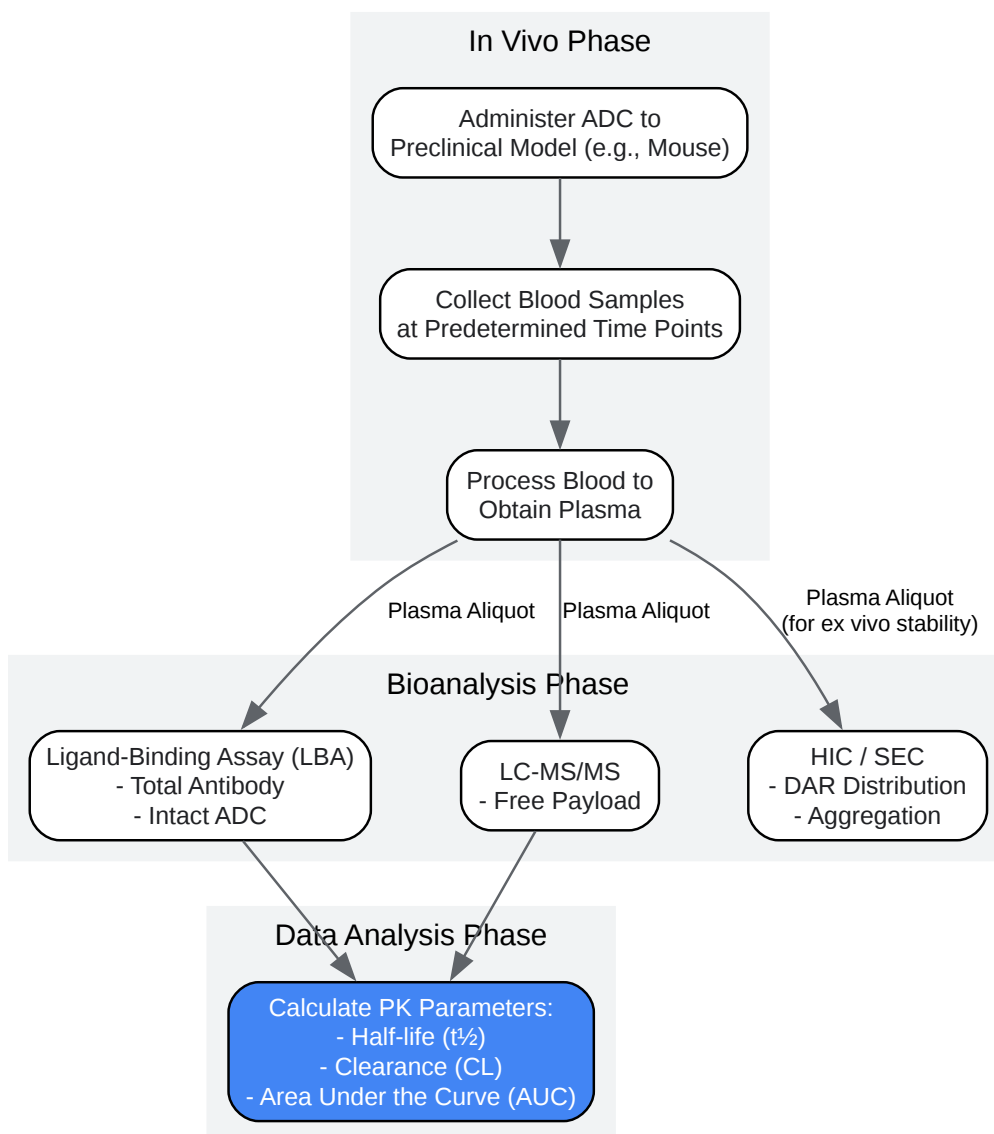 In Vivo Phase
Administer ADC to
Preclinical Model (e.g., Mouse)
Collect Blood Samples
at Predetermined Time Points
Process Blood to
Obtain Plasma
Plasma Aliquot
Plasma Aliquot
Plasma Aliquot
(for ex vivo stability)
Bioanalysis Phase
Ligand-Binding Assay (LBA)
- Total Antibody
- Intact ADC
LC-MS/MS
- Free Payload
HIC / SEC
- DAR Distribution
- Aggregation
Data Analysis Phase
Calculate PK Parameters:
- Half-life (t½)
- Clearance (CL)
- Area Under the Curve (AUC)